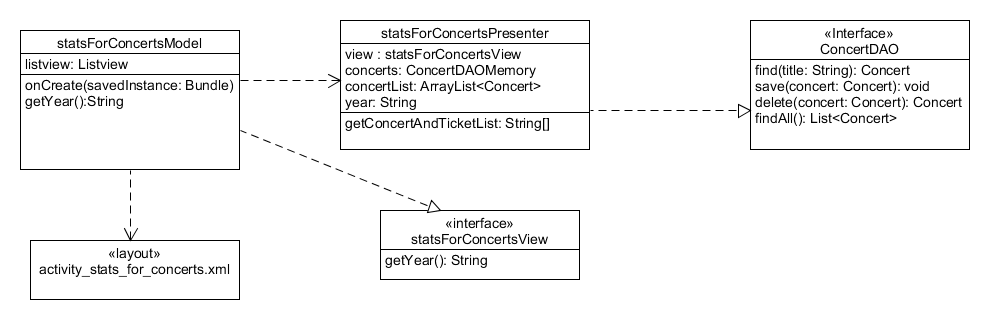 statsForConcertsModel
listview: Listview
onCreate(savedInstance: Bundle)
getYear():String
statsForConcertsPresenter
view : statsForConcertsView
concerts: ConcertDAOMemory
concertList: ArrayList<Concert>
year: String
getConcertAndTicketList: String[]
«Interface»
ConcertDAO
find(title: String): Concert
save(concert: Concert): void
delete(concert: Concert): Concert
findAll(): List<Concert>
«layout»
activity_stats_for_concerts.xml
«interface»
statsForConcertsView
getYear(): String